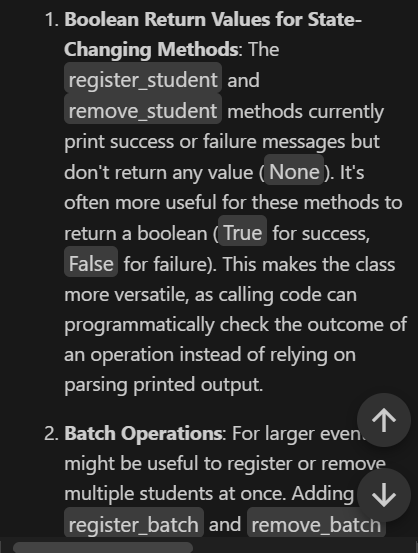 1. Boolean Return Values for State-
Changing Methods: The
register_student and
remove_student methods currently
print success or failure messages but
don't return any value ( None ). It's
often more useful for these methods to
return a boolean ( True for success,
False for failure). This makes the class
more versatile, as calling code can
programmatically check the outcome of
an operation instead of relying on
parsing printed output.
2. Batch Operations: For larger
might be useful to register or remove
multiple students at once. Adding
register_batch and remove_batch